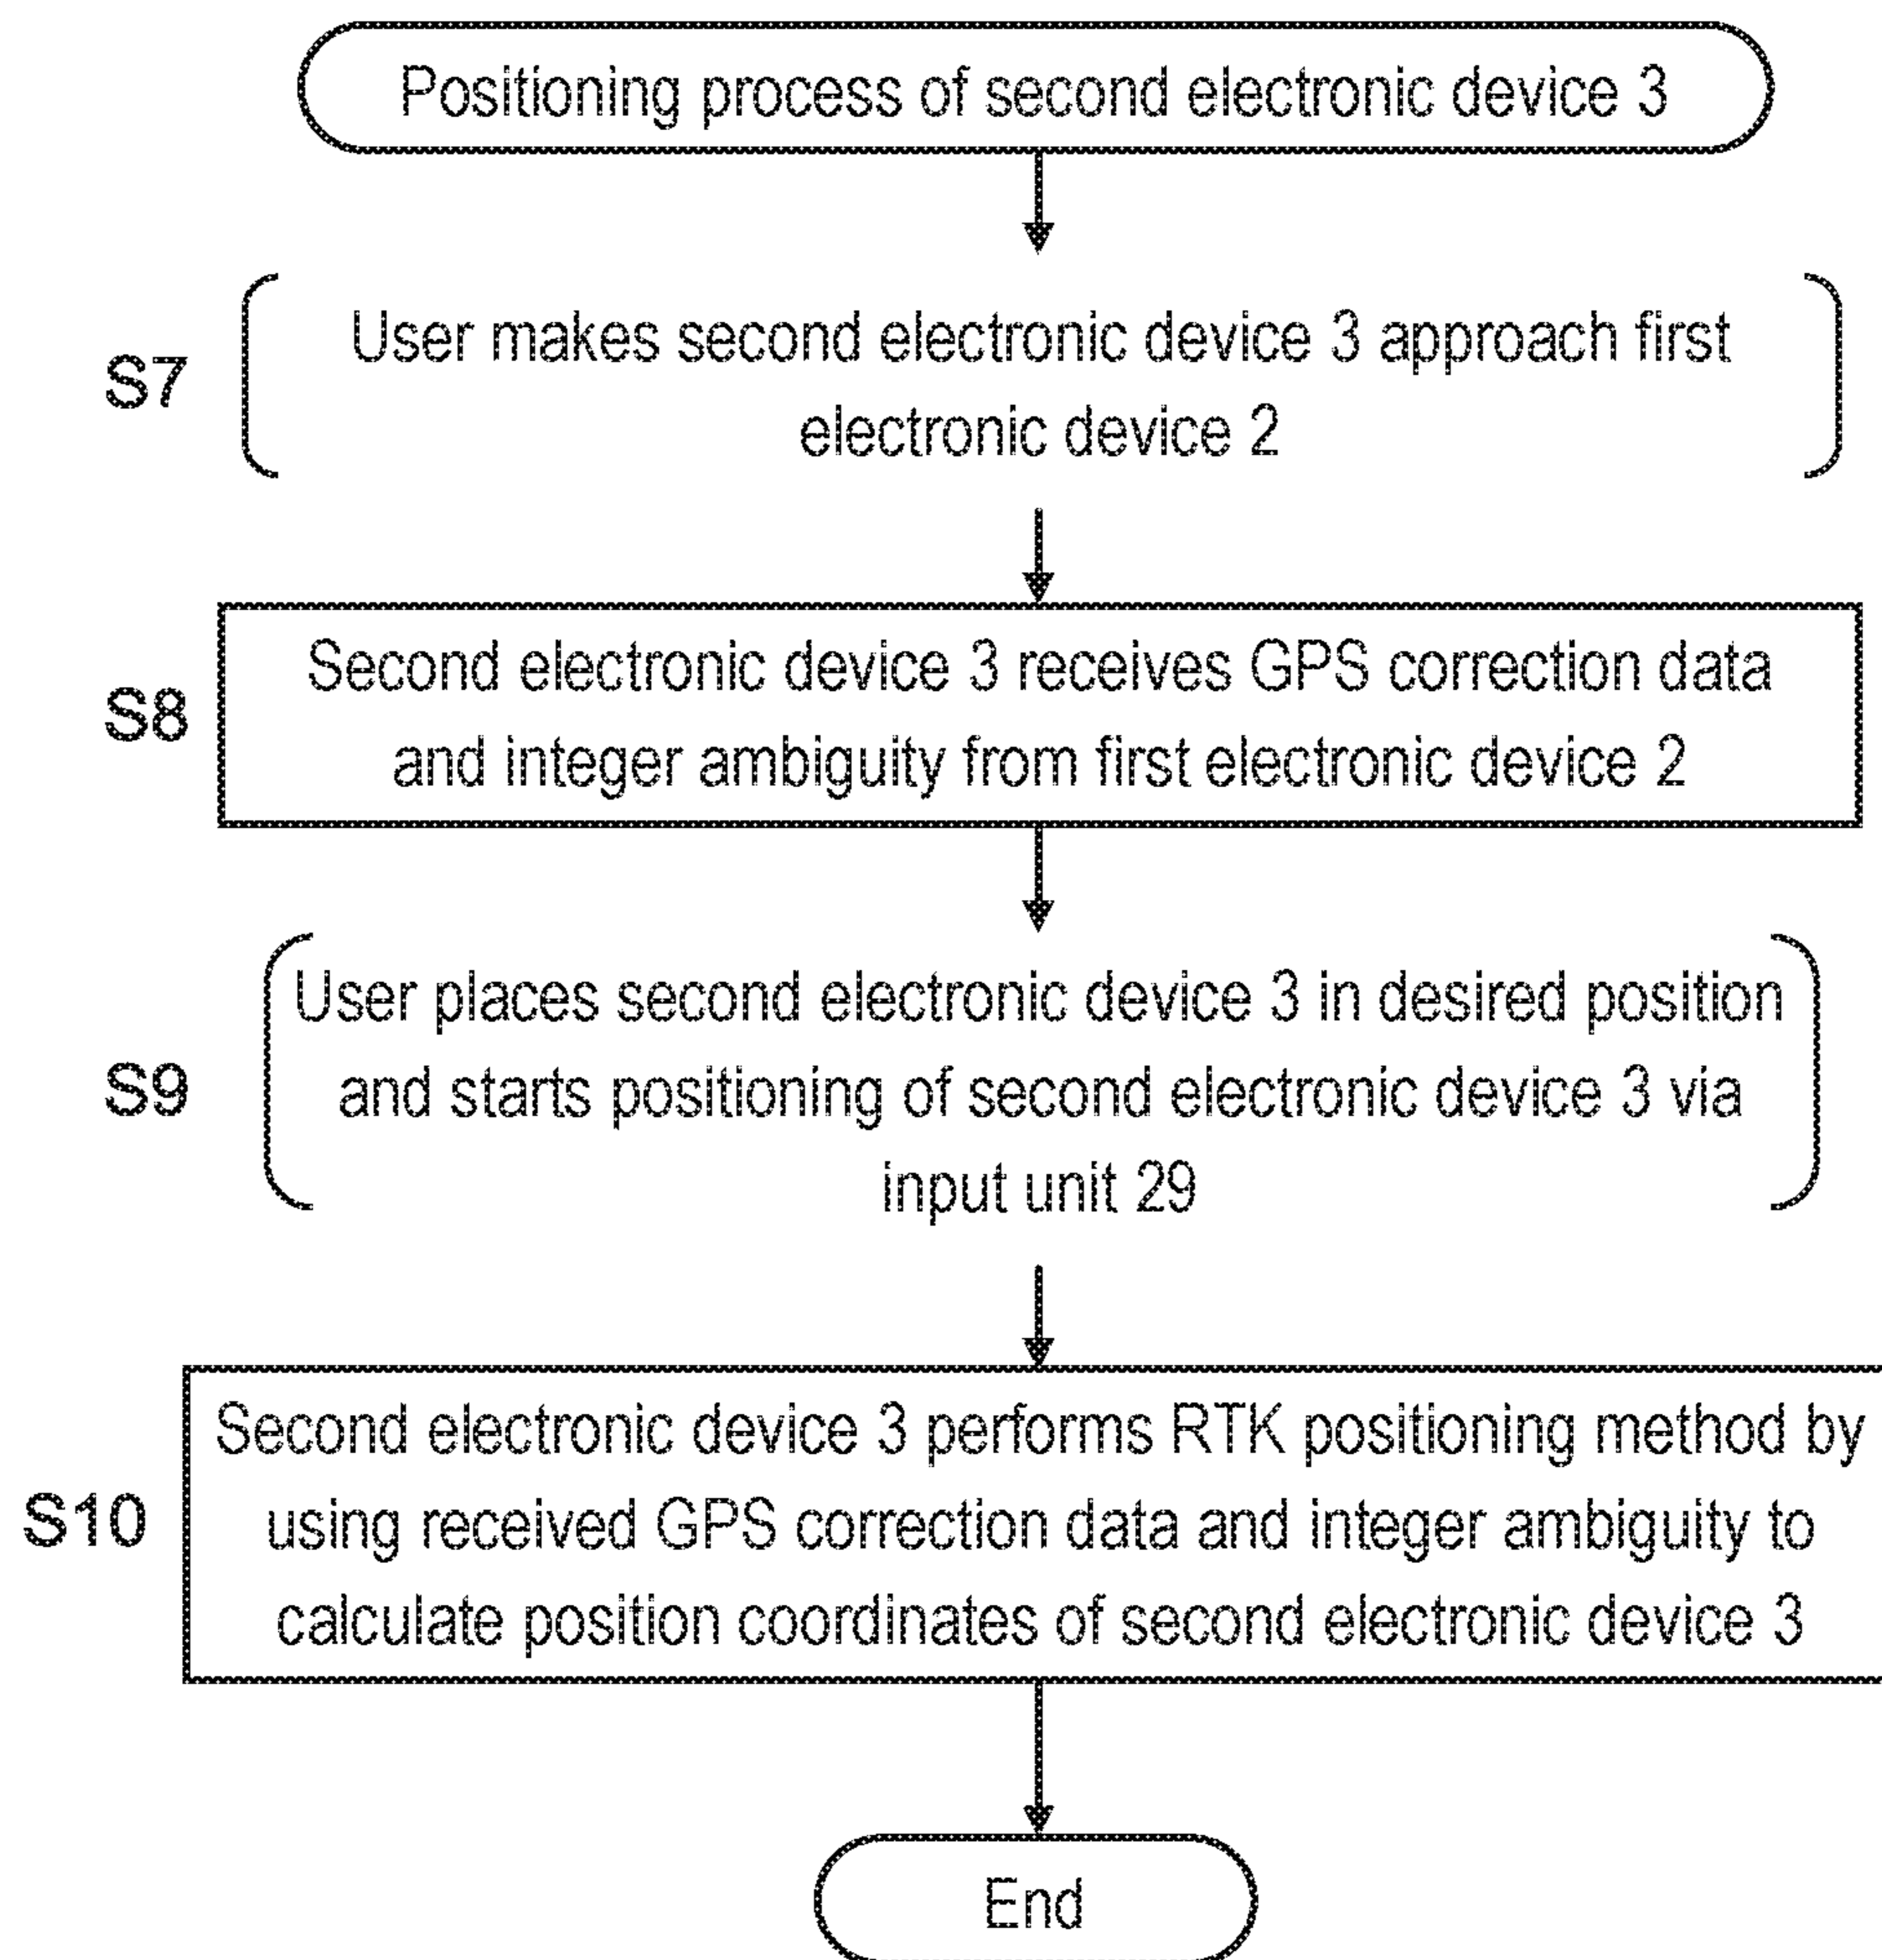 Positioning process of second electronic device 3
S7
User makes second electronic device 3 approach first
electronic device 2
S8
Second electronic device 3 receives GPS correction data
and integer ambiguity from first electronic device 2
S9
User places second electronic device 3 in desired position
and starts positioning of second electronic device 3 via
input unit 29
S10
Second electronic device 3 performs RTK positioning method by
using received GPS correction data and integer ambiguity to
calculate position coordinates of second electronic device 3
End